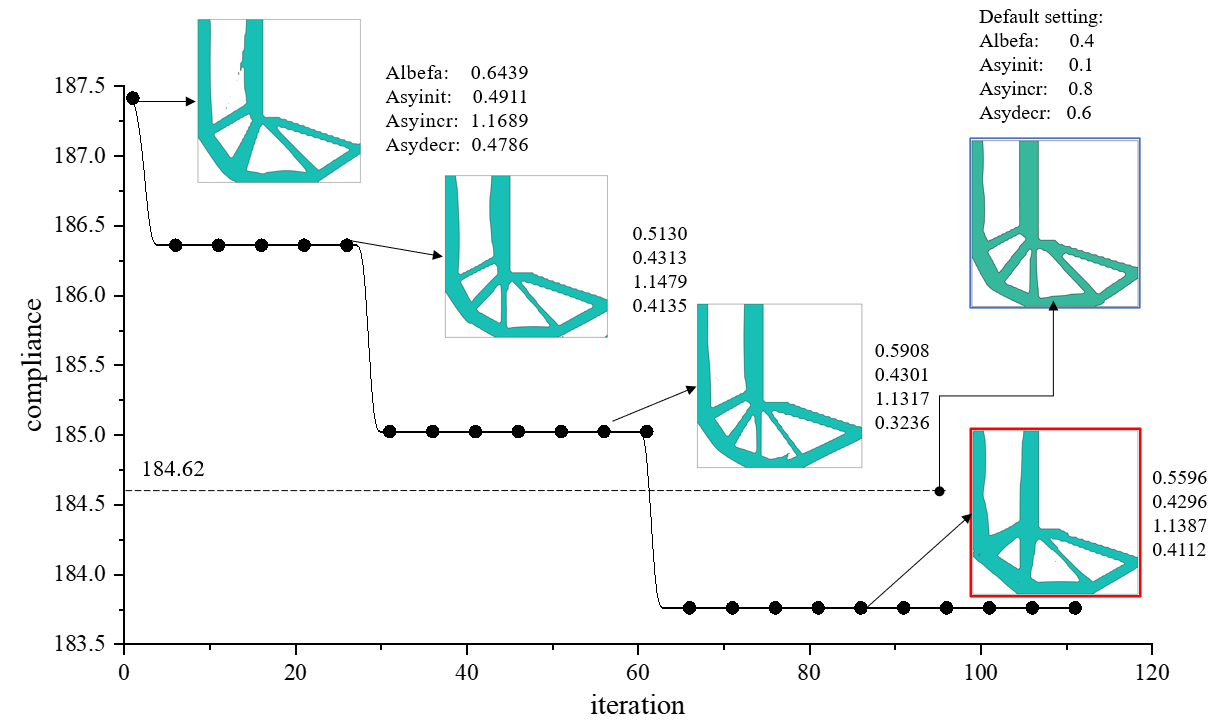 Default setting:
Albefa: 0.4
Asyinit: 0.1
Asyincr: 0.8
Asydecr: 0.6
Albefa: 0.6439
Asyinit: 0.4911
Asyincr: 1.1689
Asydecr: 0.4786
0.5130
0.4313
1.1479
0.4135
0.5908
0.4301
1.1317
0.3236
0.5596
0.4296
1.1387
0.4112
184.62
compliance
187.5
187.0
186.5
186.0
185.5
185.0
184.5
184.0
183.5
0 20 40 60 80 100 120
iteration